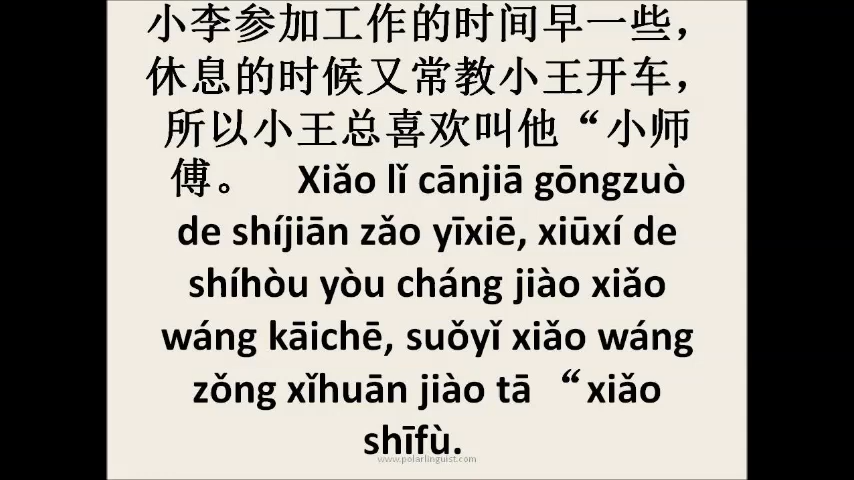 小李参加工作的时间早一些，
休息的时候又常教小王开车，
所以小王总喜欢叫他“小师
傅。 Xiǎo lǐ cānjiā gōngzuò
de shíjiān zǎo yīxiē, xiūxí de
shíhòu yòu cháng jiào xiǎo
wáng kāichē, suǒyǐ xiǎo wáng
zǒng xǐhuān jiào tā “xiǎo
shīfù.
www.polarlinguist.com